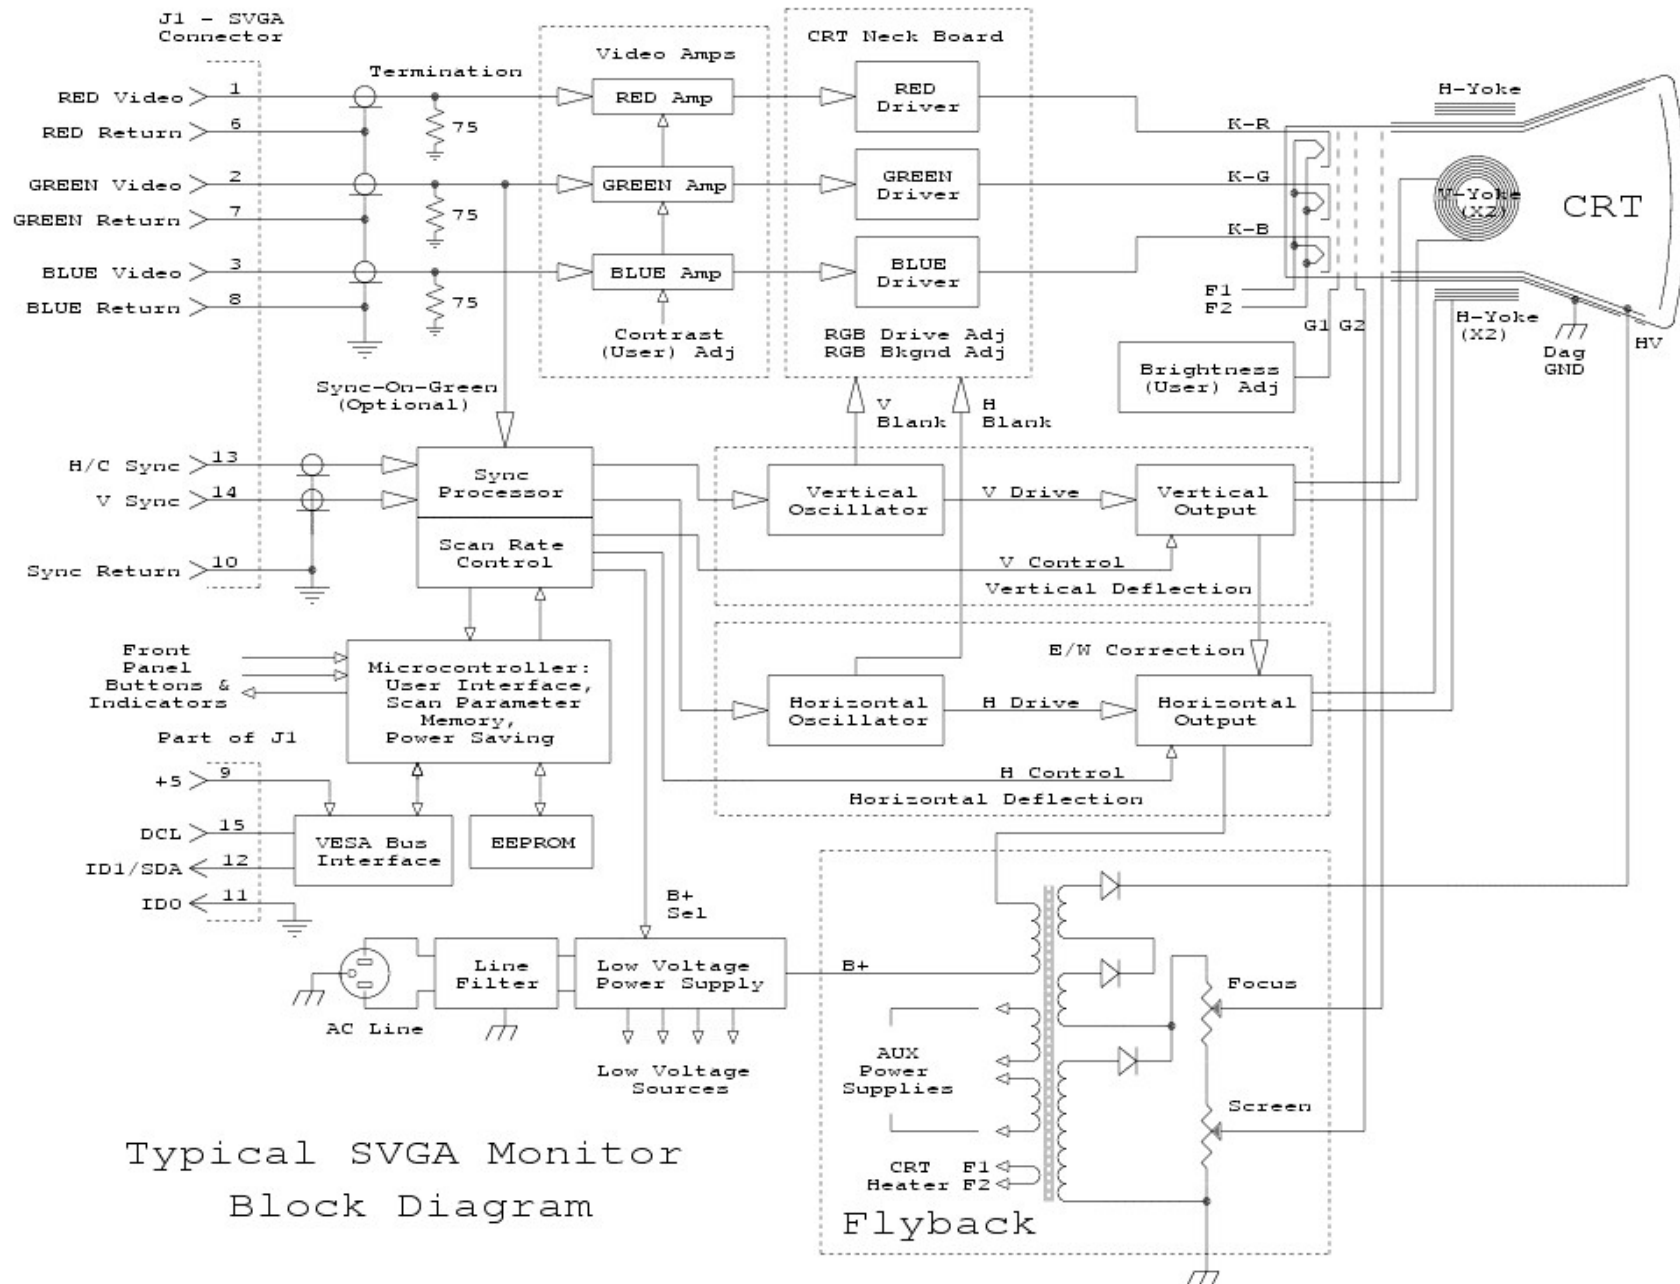 J1 - SVGA
Connector
RED Video
1
RED Return
6
GREEN Video
2
GREEN Return
7
BLUE Video
3
BLUE Return
8
Termination
75
75
75
Video Amps
RED Amp
GREEN Amp
BLUE Amp
Contrast
(User) Adj
CRT Neck Board
RED
Driver
GREEN
Driver
BLUE
Driver
RGB Drive Adj
RGB Bkgnd Adj
K-R
K-G
K-B
F1
F2
G1
G2
H-Yoke
V-Yoke
(X2)
CRT
H-Yoke
(X2)
Dag
GND
HV
Brightness
(User) Adj
Sync-On-Green
(Optional)
V
Blank
H
Blank
H/C Sync
13
V Sync
14
Sync Return
10
Sync
Processor
Scan Rate
Control
Vertical
Oscillator
V Drive
Vertical
Output
V Control
Vertical Deflection
Front
Panel
Buttons &
Indicators
Microcontroller:
User Interface,
Scan Parameter
Memory,
Power Saving
E/W Correction
Horizontal
Oscillator
H Drive
Horizontal
Output
H Control
Horizontal Deflection
Part of J1
+5
9
DCL
15
ID1/SDA
12
ID0
11
VESA Bus
Interface
EEPROM
B+
Sel
AC Line
Line
Filter
Low Voltage
Power Supply
B+
Low Voltage
Sources
AUX
Power
Supplies
CRT
Heater
F1
F2
Focus
Screen
Flyback
Typical SVGA Monitor
Block Diagram